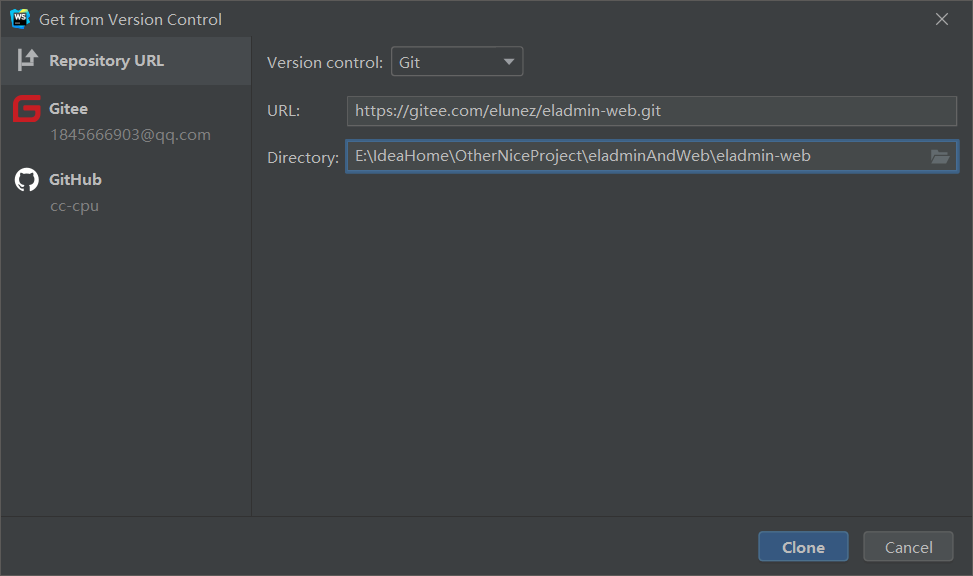 WS
Get from Version Control
Repository URL
Gitee
1845666903@qq.com
GitHub
cc-cpu
Version control: Git
URL: https://gitee.com/elunez/eladmin-web.git
Directory: E:\IdeaHome\OtherNiceProject\eladminAndWeb\eladmin-web
Clone Cancel